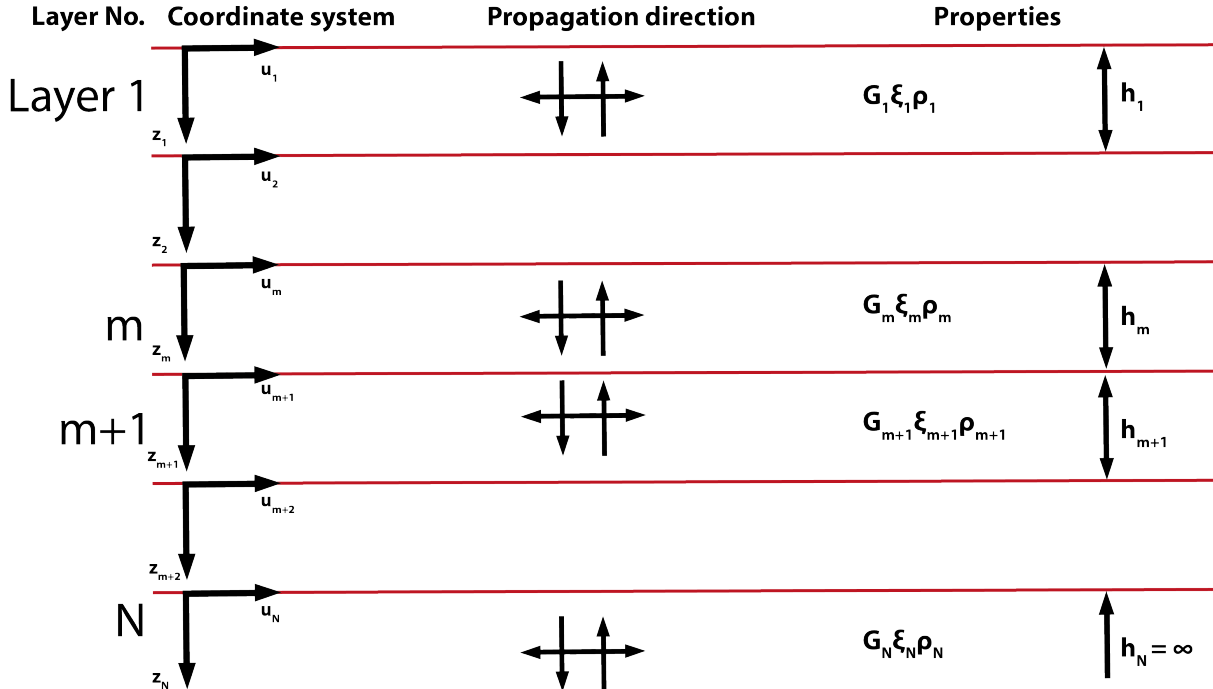 Layer No. Coordinate system Propagation direction Properties
u1
Layer 1 G1ξ1ρ1 h1
z1
u2
z2
um
m Gmξmρm hm
zm
um+1
m+1 Gm+1ξm+1ρm+1 hm+1
zm+1
um+2
zm+2
uN
N GNξNρN hN = ∞
zN